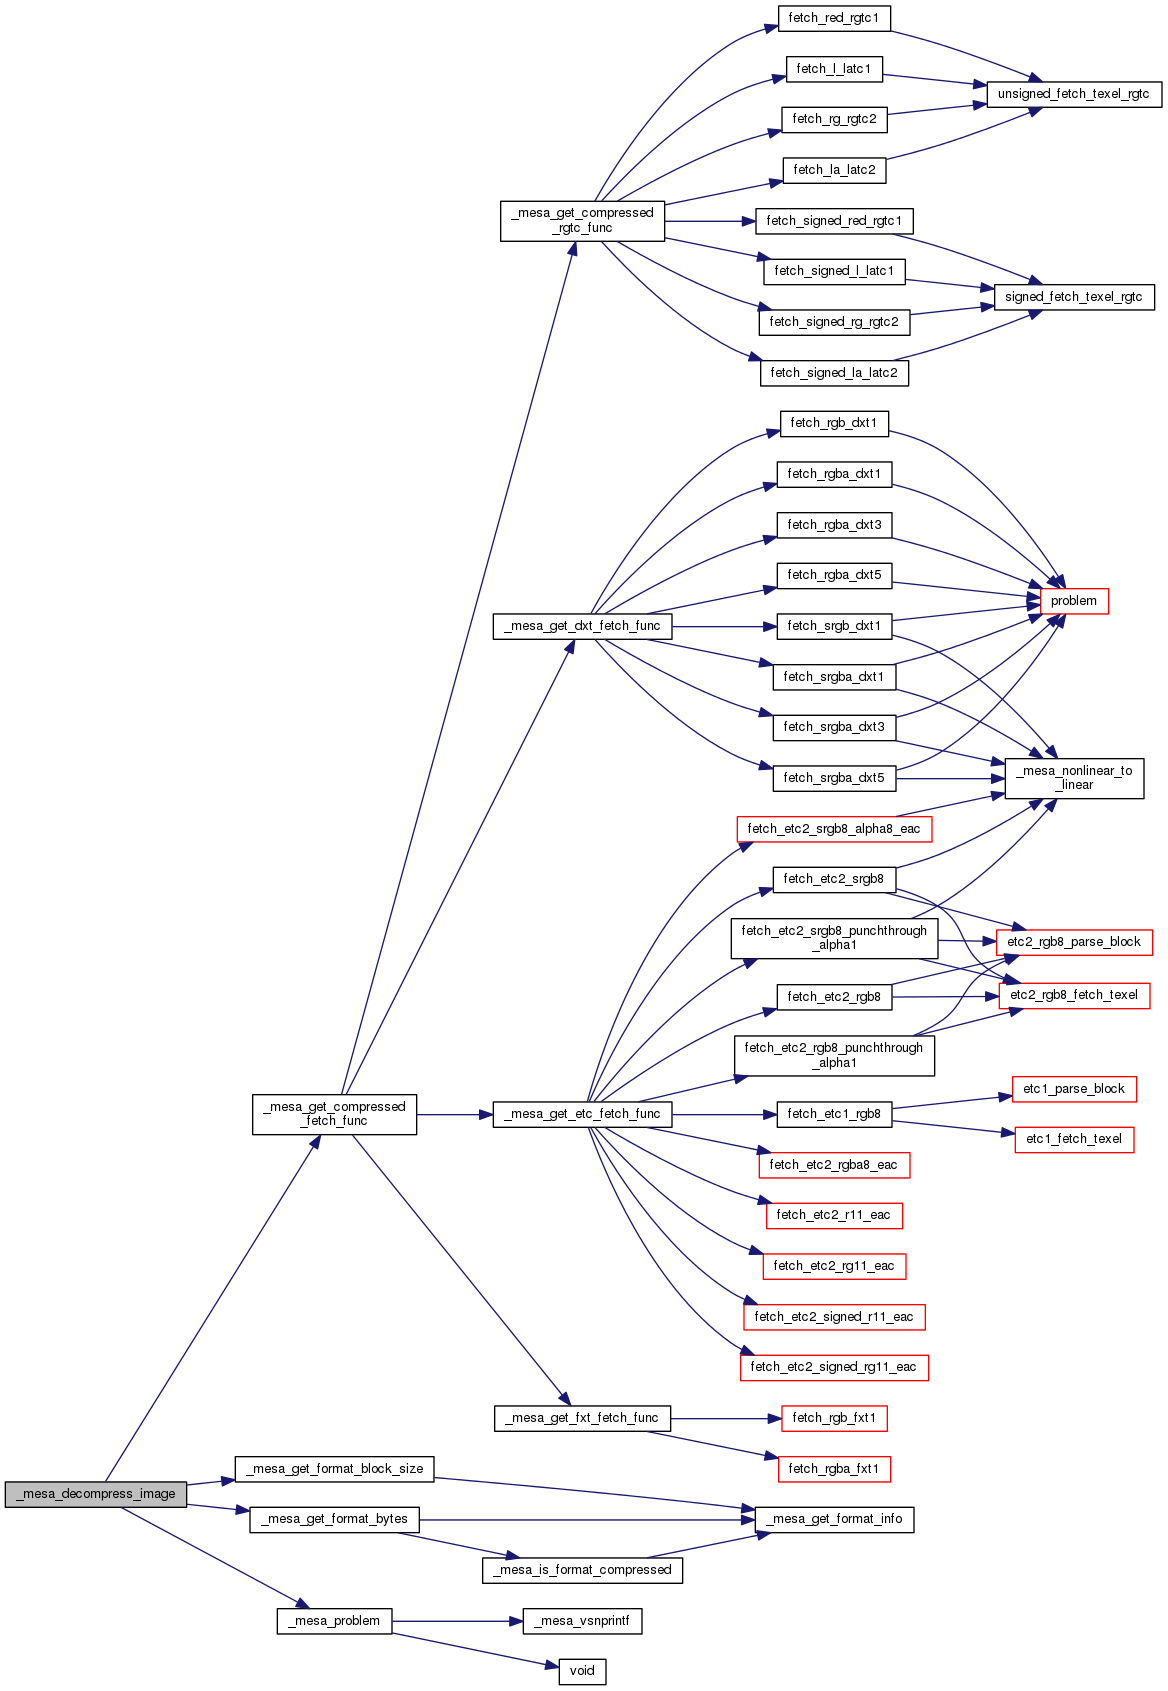 fetch_red_rgtc1
fetch_l_latc1
unsigned_fetch_texel_rgtc
fetch_rg_rgtc2
fetch_la_latc2
_mesa_get_compressed
_rgtc_func
fetch_signed_red_rgtc1
fetch_signed_l_latc1
signed_fetch_texel_rgtc
fetch_signed_rg_rgtc2
fetch_signed_la_latc2
fetch_rgb_dxt1
fetch_rgba_dxt1
fetch_rgba_dxt3
fetch_rgba_dxt5
problem
_mesa_get_dxt_fetch_func
fetch_srgb_dxt1
fetch_srgba_dxt1
fetch_srgba_dxt3
fetch_srgba_dxt5
_mesa_nonlinear_to
_linear
fetch_etc2_srgb8_alpha8_eac
fetch_etc2_srgb8
fetch_etc2_srgb8_punchthrough
_alpha1
etc2_rgb8_parse_block
fetch_etc2_rgb8
etc2_rgb8_fetch_texel
fetch_etc2_rgb8_punchthrough
_alpha1
etc1_parse_block
_mesa_get_compressed
_fetch_func
_mesa_get_etc_fetch_func
fetch_etc1_rgb8
etc1_fetch_texel
fetch_etc2_rgba8_eac
fetch_etc2_r11_eac
fetch_etc2_rg11_eac
fetch_etc2_signed_r11_eac
fetch_etc2_signed_rg11_eac
_mesa_get_fxt_fetch_func
fetch_rgb_fxt1
fetch_rgba_fxt1
_mesa_get_format_block_size
_mesa_decompress_image
_mesa_get_format_bytes
_mesa_get_format_info
_mesa_is_format_compressed
_mesa_problem
_mesa_vsnprintf
void